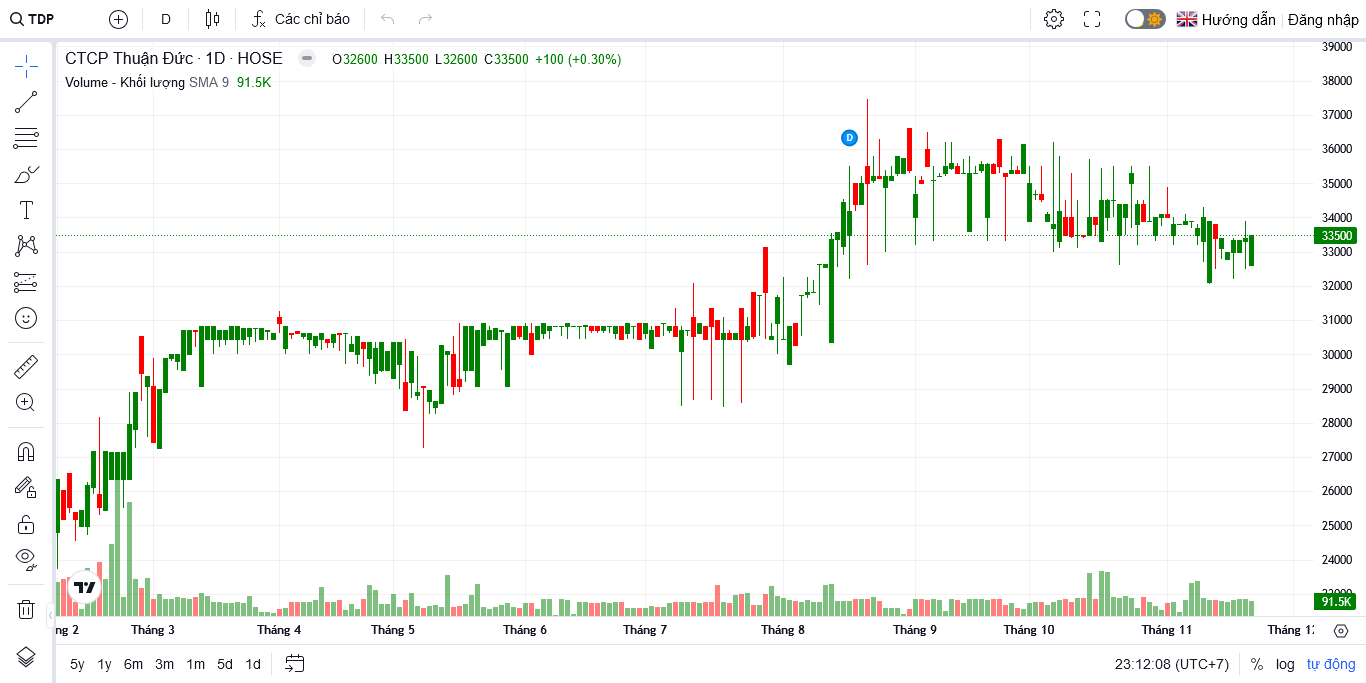 TDP D Các chỉ báo Hướng dẫn Đăng nhập
CTCP Thuận Đức · 1D · HOSE O32600 H33500 L32600 C33500 +100 (+0.30%)
Volume - Khối lượng SMA 9 91.5K
D
39000
38000
37000
36000
35000
34000
33500
33000
32000
31000
30000
29000
28000
27000
26000
25000
24000
91.5K
ng 2 Tháng 3 Tháng 4 Tháng 5 Tháng 6 Tháng 7 Tháng 8 Tháng 9 Tháng 10 Tháng 11 Tháng 1
5y 1y 6m 3m 1m 5d 1d 23:12:08 (UTC+7) % log tự động